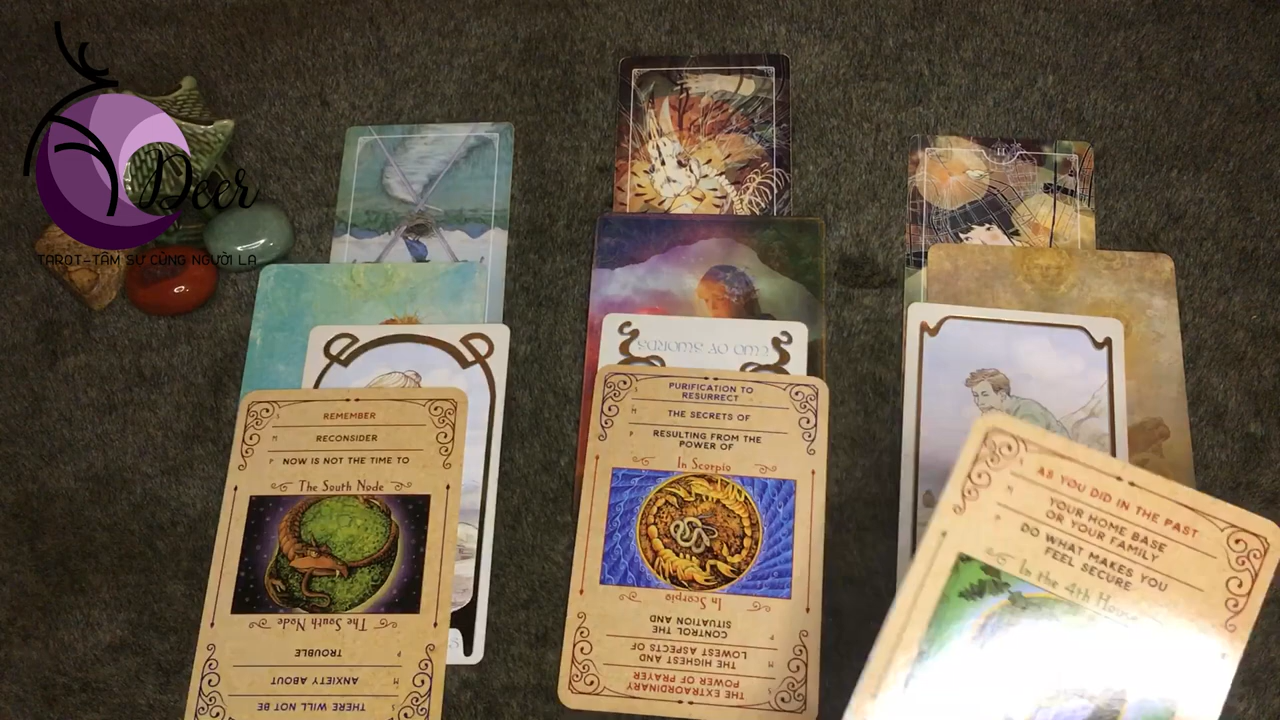 Deer
TAROT-TÂM SỰ CÙNG NGƯỜI LẠ
II
TWO OF SWORDS
S REMEMBER
M RECONSIDER
P NOW IS NOT THE TIME TO
The South Node
The South Node
P TROUBLE
M ANXIETY ABOUT
THERE WILL NOT BE
S PURIFICATION TO
RESURRECT
M THE SECRETS OF
P RESULTING FROM THE
POWER OF
In Scorpio
In Scorpio
P CONTROL THE
SITUATION AND
M THE HIGHEST AND
LOWEST ASPECTS OF
S THE EXTRAORDINARY
POWER OF PRAYER
AS YOU DID IN THE PAST
M YOUR HOME BASE
OR YOUR FAMILY
P DO WHAT MAKES YOU
FEEL SECURE
In the 4th House